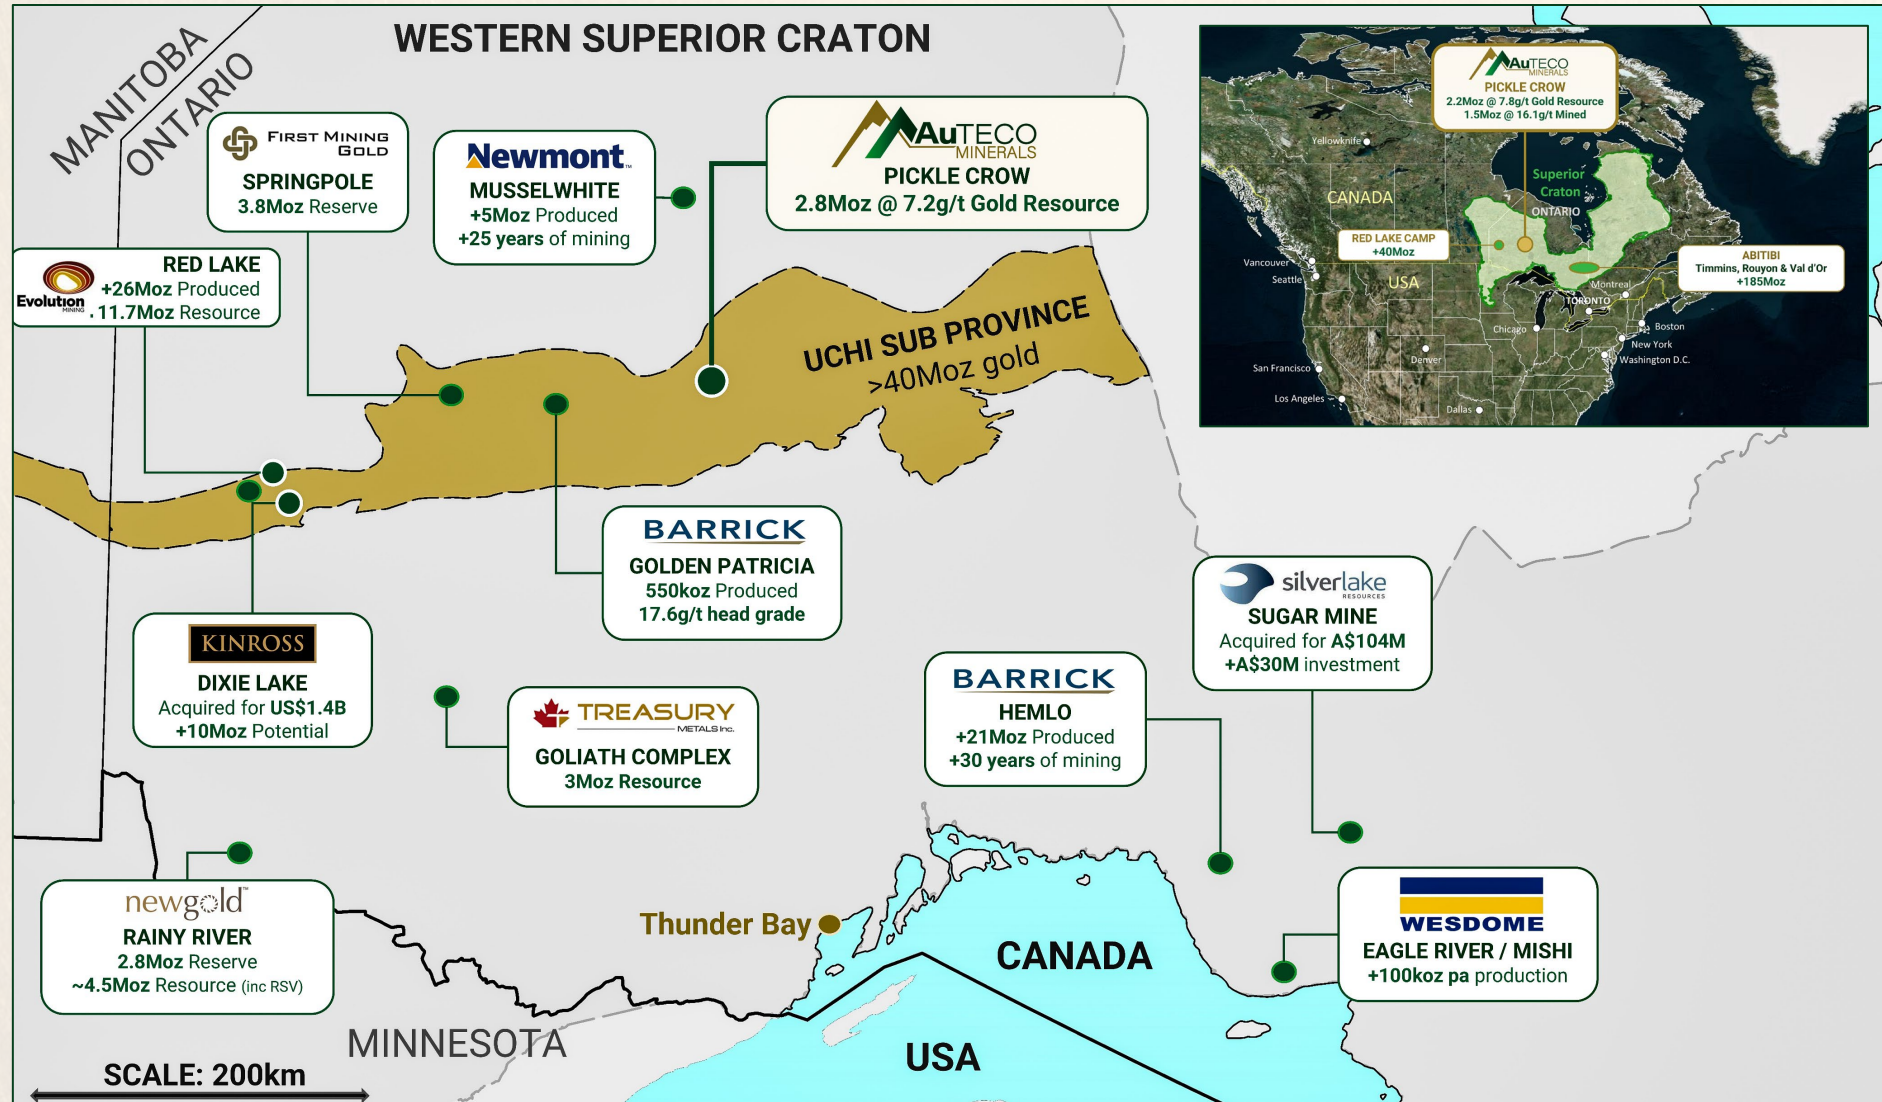 WESTERN SUPERIOR CRATON
MANITOBA
ONTARIO
FIRST MINING
GOLD
SPRINGPOLE
3.8Moz Reserve
Newmont™
MUSSELWHITE
+5Moz Produced
+25 years of mining
AuTECO
MINERALS
PICKLE CROW
2.8Moz @ 7.2g/t Gold Resource
Evolution
MINING
RED LAKE
+26Moz Produced
11.7Moz Resource
UCHI SUB PROVINCE
>40Moz gold
BARRICK
GOLDEN PATRICIA
550koz Produced
17.6g/t head grade
KINROSS
DIXIE LAKE
Acquired for US$1.4B
+10Moz Potential
TREASURY
METALS Inc.
GOLIATH COMPLEX
3Moz Resource
BARRICK
HEMLO
+21Moz Produced
+30 years of mining
silverlake
RESOURCES
SUGAR MINE
Acquired for A$104M
+A$30M investment
newgold™
RAINY RIVER
2.8Moz Reserve
~4.5Moz Resource (inc RSV)
WESDOME
EAGLE RIVER / MISHI
+100koz pa production
Thunder Bay
CANADA
USA
MINNESOTA
SCALE: 200km
AuTECO
MINERALS
PICKLE CROW
2.2Moz @ 7.8g/t Gold Resource
1.5Moz @ 16.1g/t Mined
Yellowknife
CANADA
Superior
Craton
ONTARIO
RED LAKE CAMP
+40Moz
ABITIBI
Timmins, Rouyon & Val d'Or
+185Moz
Vancouver
Seattle
USA
Montreal
TORONTO
Chicago
Boston
New York
Washington D.C.
Denver
San Francisco
Los Angeles
Dallas